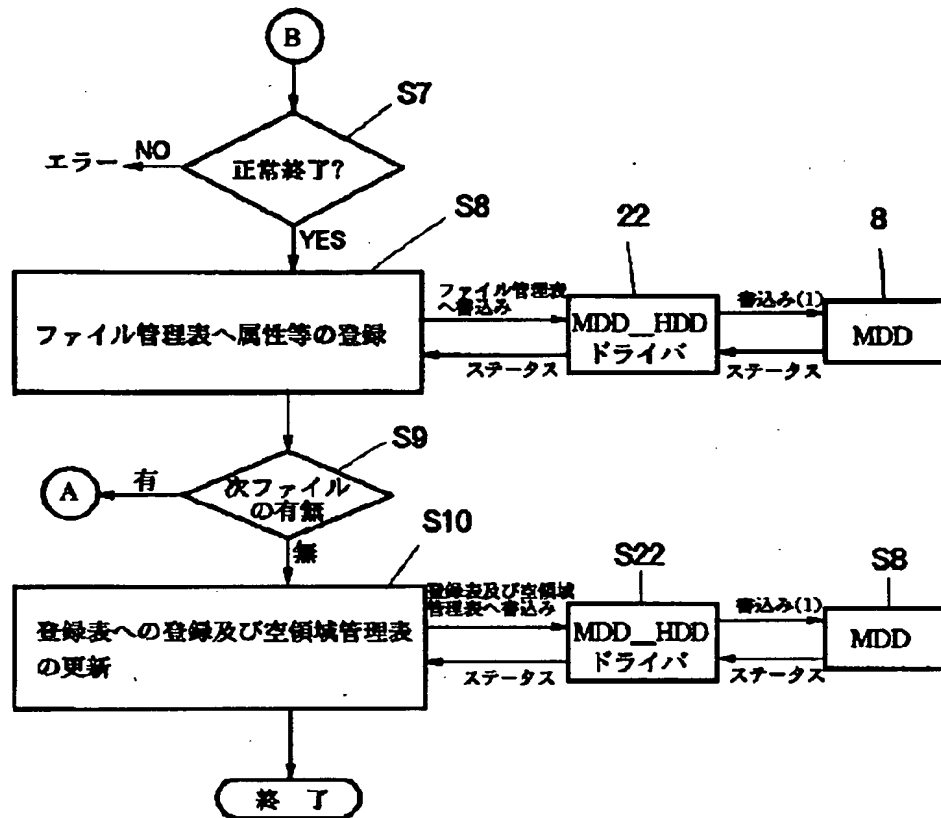 B
S7
エラー NO
正常終了?
YES
S8
22
8
ファイル管理表へ属性等の登録
ファイル管理表
へ書込み
ステータス
MDD__HDD
ドライバ
書込み(1)
ステータス
MDD
S9
A
有
次ファイル
の有無
無
S10
S22
S8
登録表への登録及び空領域管理表
の更新
登録表及び空領域
管理表へ書込み
ステータス
MDD__HDD
ドライバ
書込み(1)
ステータス
MDD
終 了